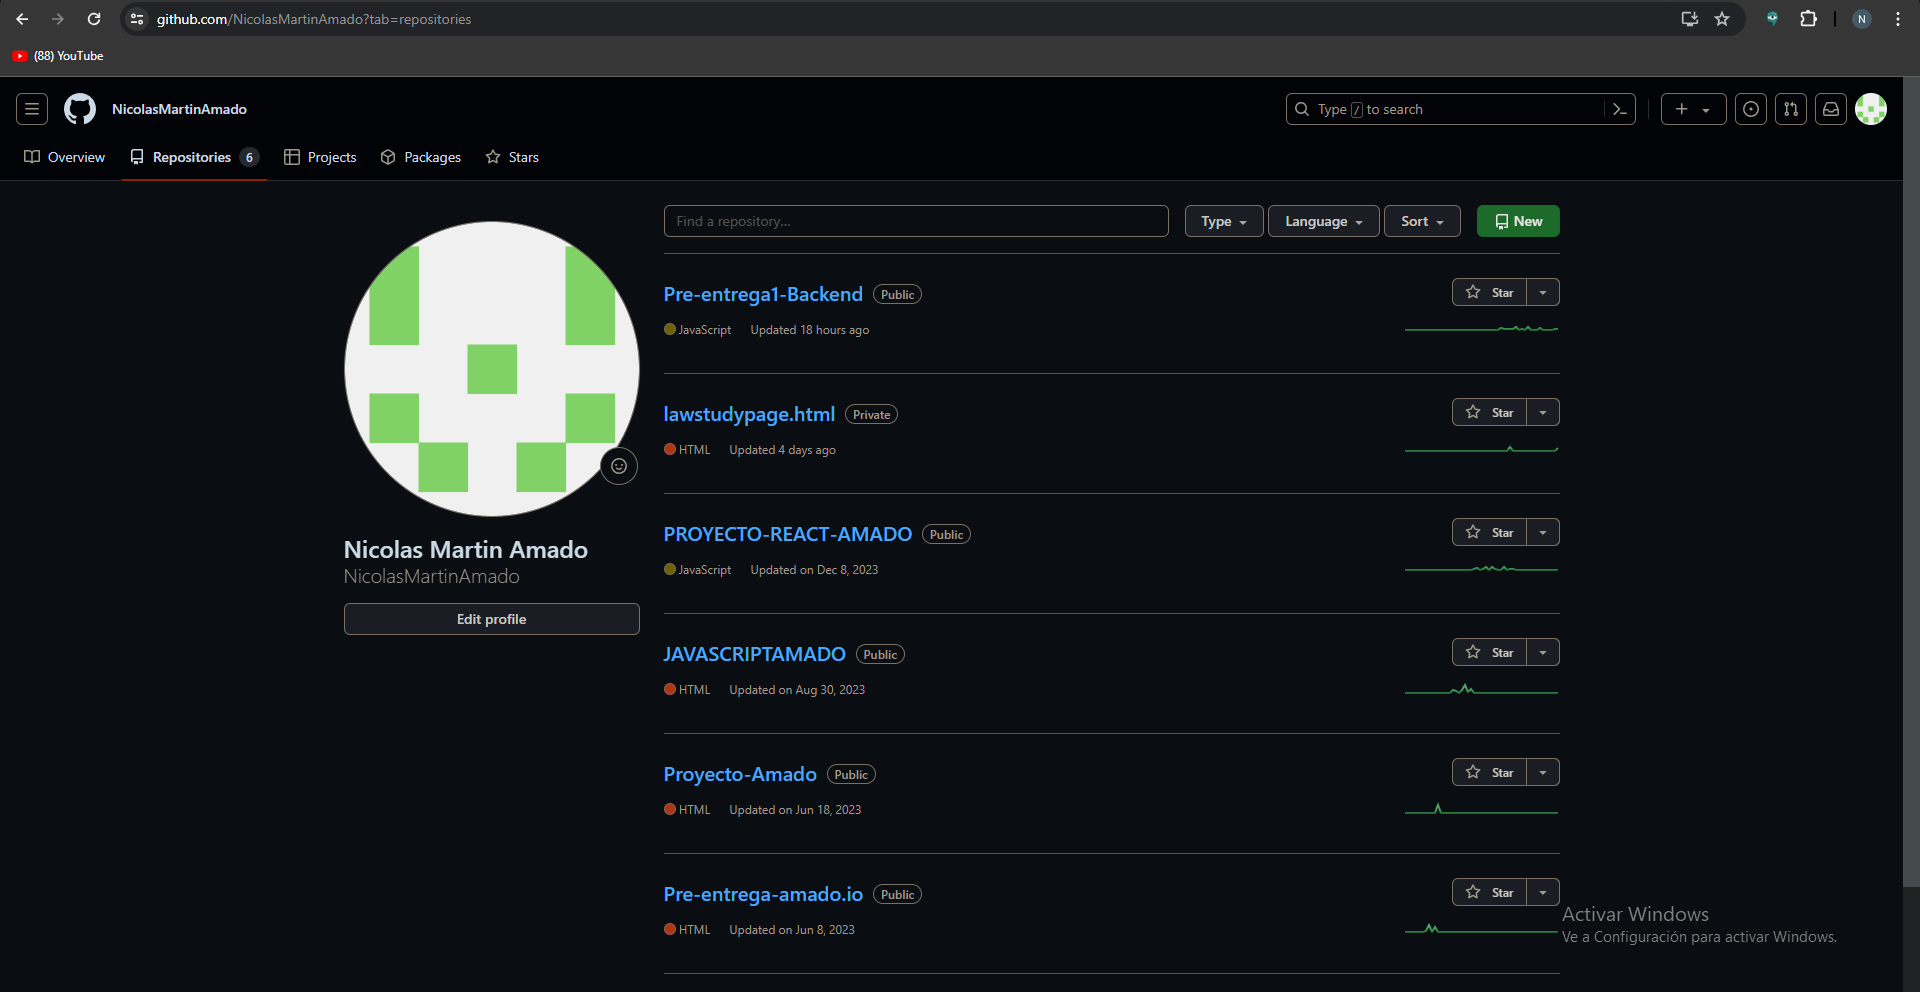 github.com/NicolasMartinAmado?tab=repositories
N
(88) YouTube
NicolasMartinAmado
Type / to search
Overview
Repositories 6
Projects
Packages
Stars
Find a repository...
Type
Language
Sort
New
Nicolas Martin Amado
NicolasMartinAmado
Edit profile
Pre-entrega1-Backend Public
Star
JavaScript Updated 18 hours ago
lawstudypage.html Private
Star
HTML Updated 4 days ago
PROYECTO-REACT-AMADO Public
Star
JavaScript Updated on Dec 8, 2023
JAVASCRIPTAMADO Public
Star
HTML Updated on Aug 30, 2023
Proyecto-Amado Public
Star
HTML Updated on Jun 18, 2023
Pre-entrega-amado.io Public
Star
HTML Updated on Jun 8, 2023
Activar Windows
Ve a Configuración para activar Windows.